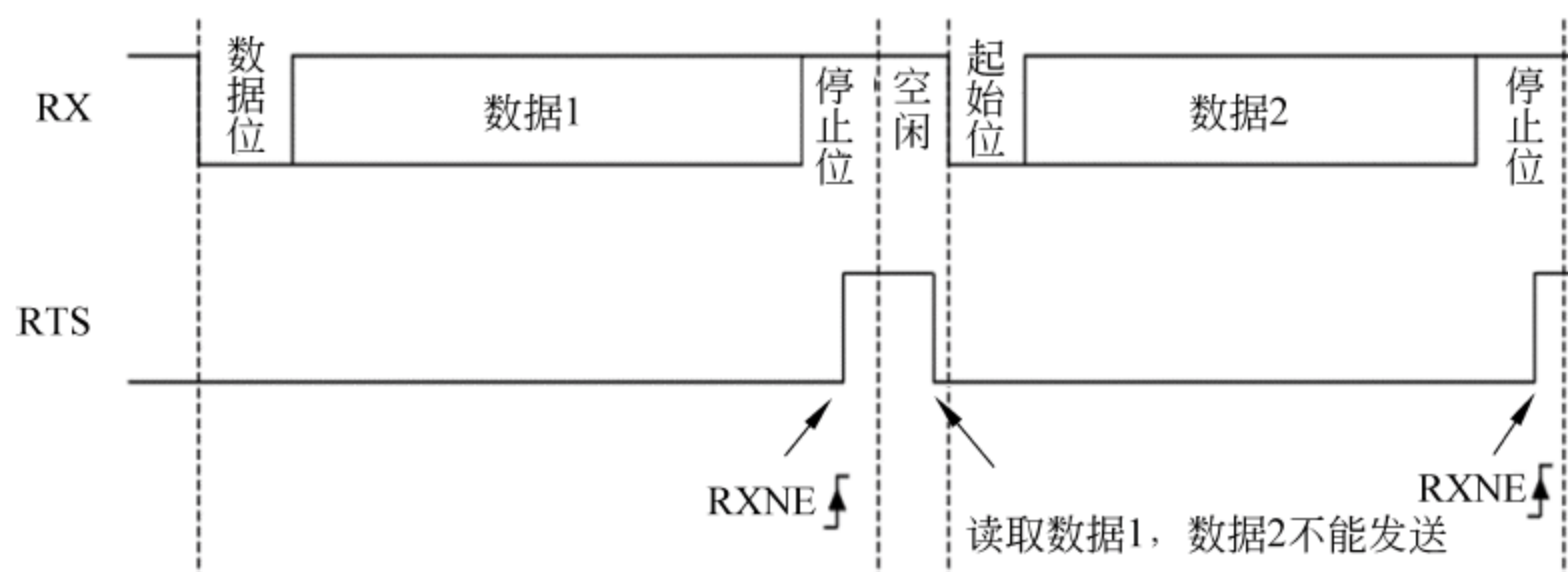 RX
数据位
数据1
停止位
空闲
起始位
数据2
停止位
RTS
RXNE
读取数据1，数据2不能发送
RXNE